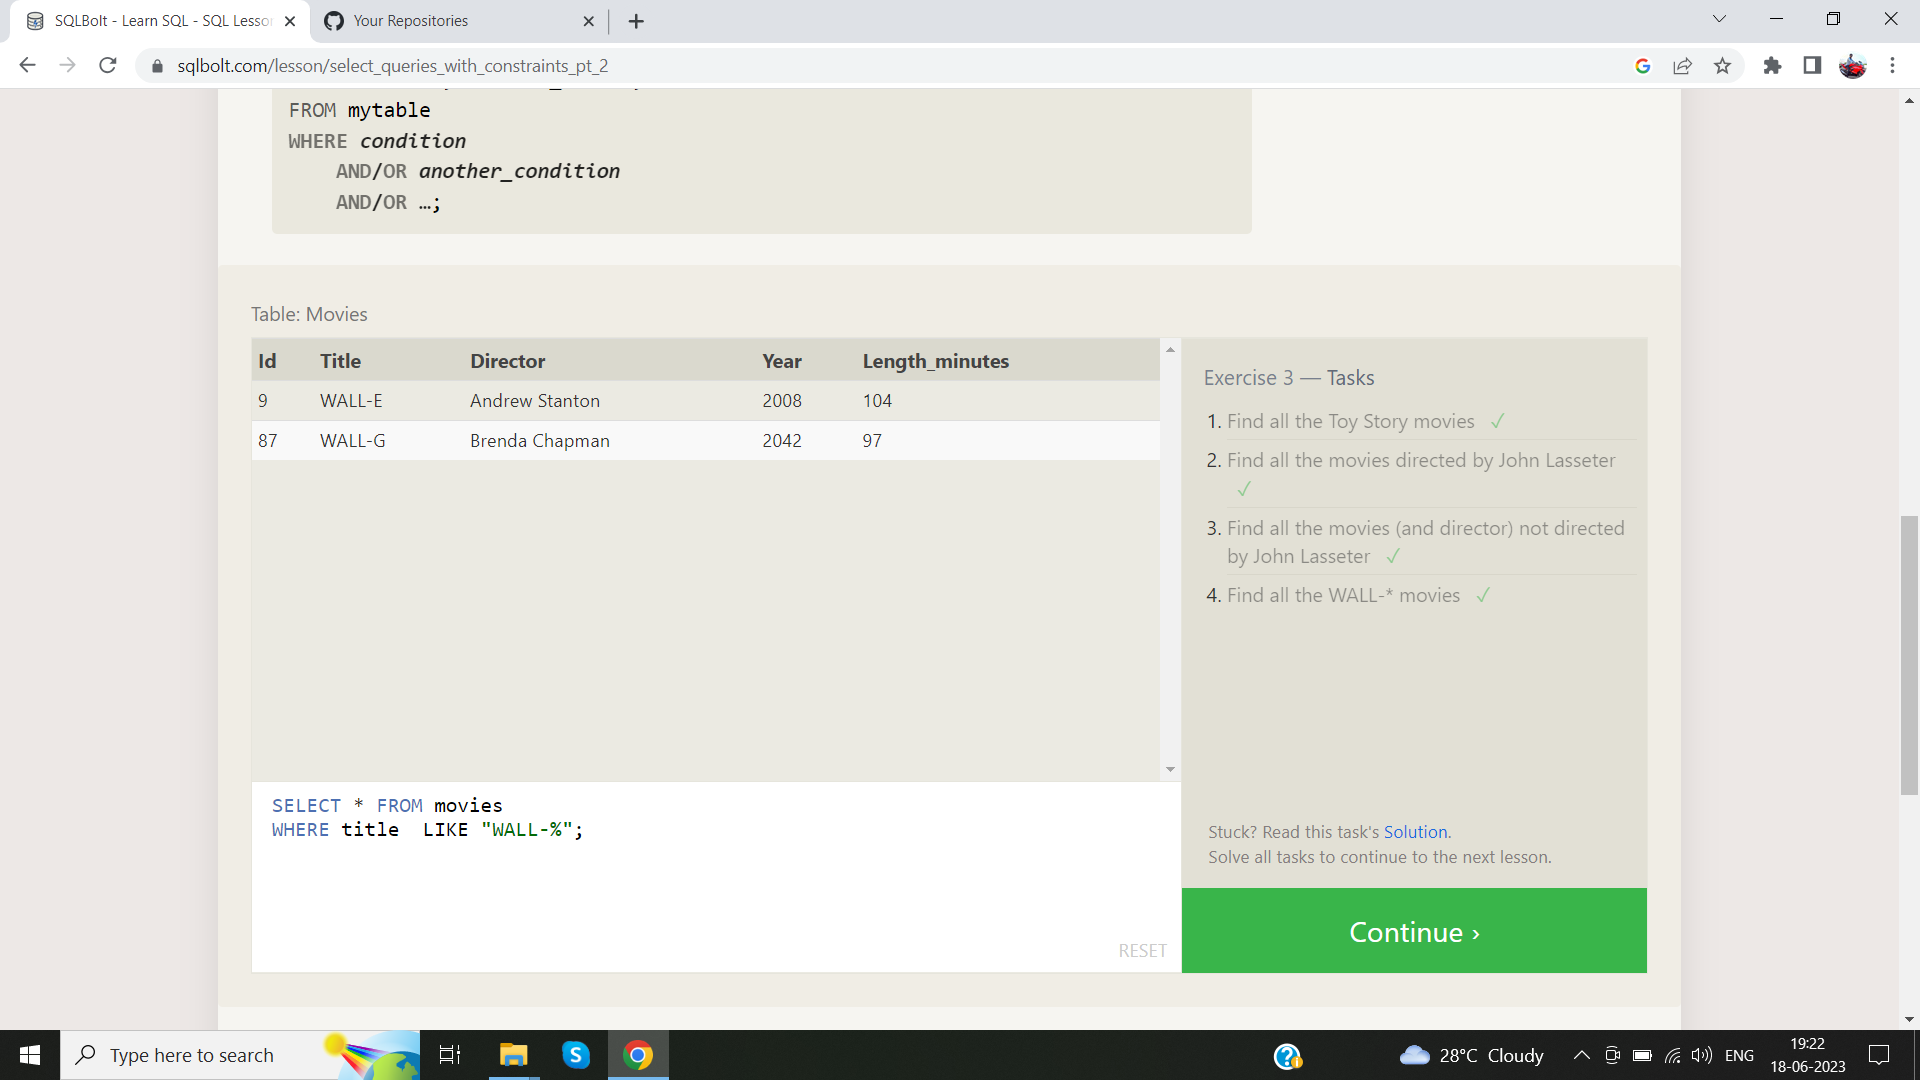 SQLBolt - Learn SQL - SQL Lesson
Your Repositories
sqlbolt.com/lesson/select_queries_with_constraints_pt_2
FROM mytable
WHERE condition
AND/OR another_condition
AND/OR …;
Table: Movies
Id Title Director Year Length_minutes
9 WALL-E Andrew Stanton 2008 104
87 WALL-G Brenda Chapman 2042 97
Exercise 3 — Tasks
1. Find all the Toy Story movies ✓
2. Find all the movies directed by John Lasseter
✓
3. Find all the movies (and director) not directed
by John Lasseter ✓
4. Find all the WALL-* movies ✓
SELECT * FROM movies
WHERE title  LIKE "WALL-%";
RESET
Stuck? Read this task's Solution.
Solve all tasks to continue to the next lesson.
Continue ›
Type here to search
28°C Cloudy
ENG
19:22
18-06-2023